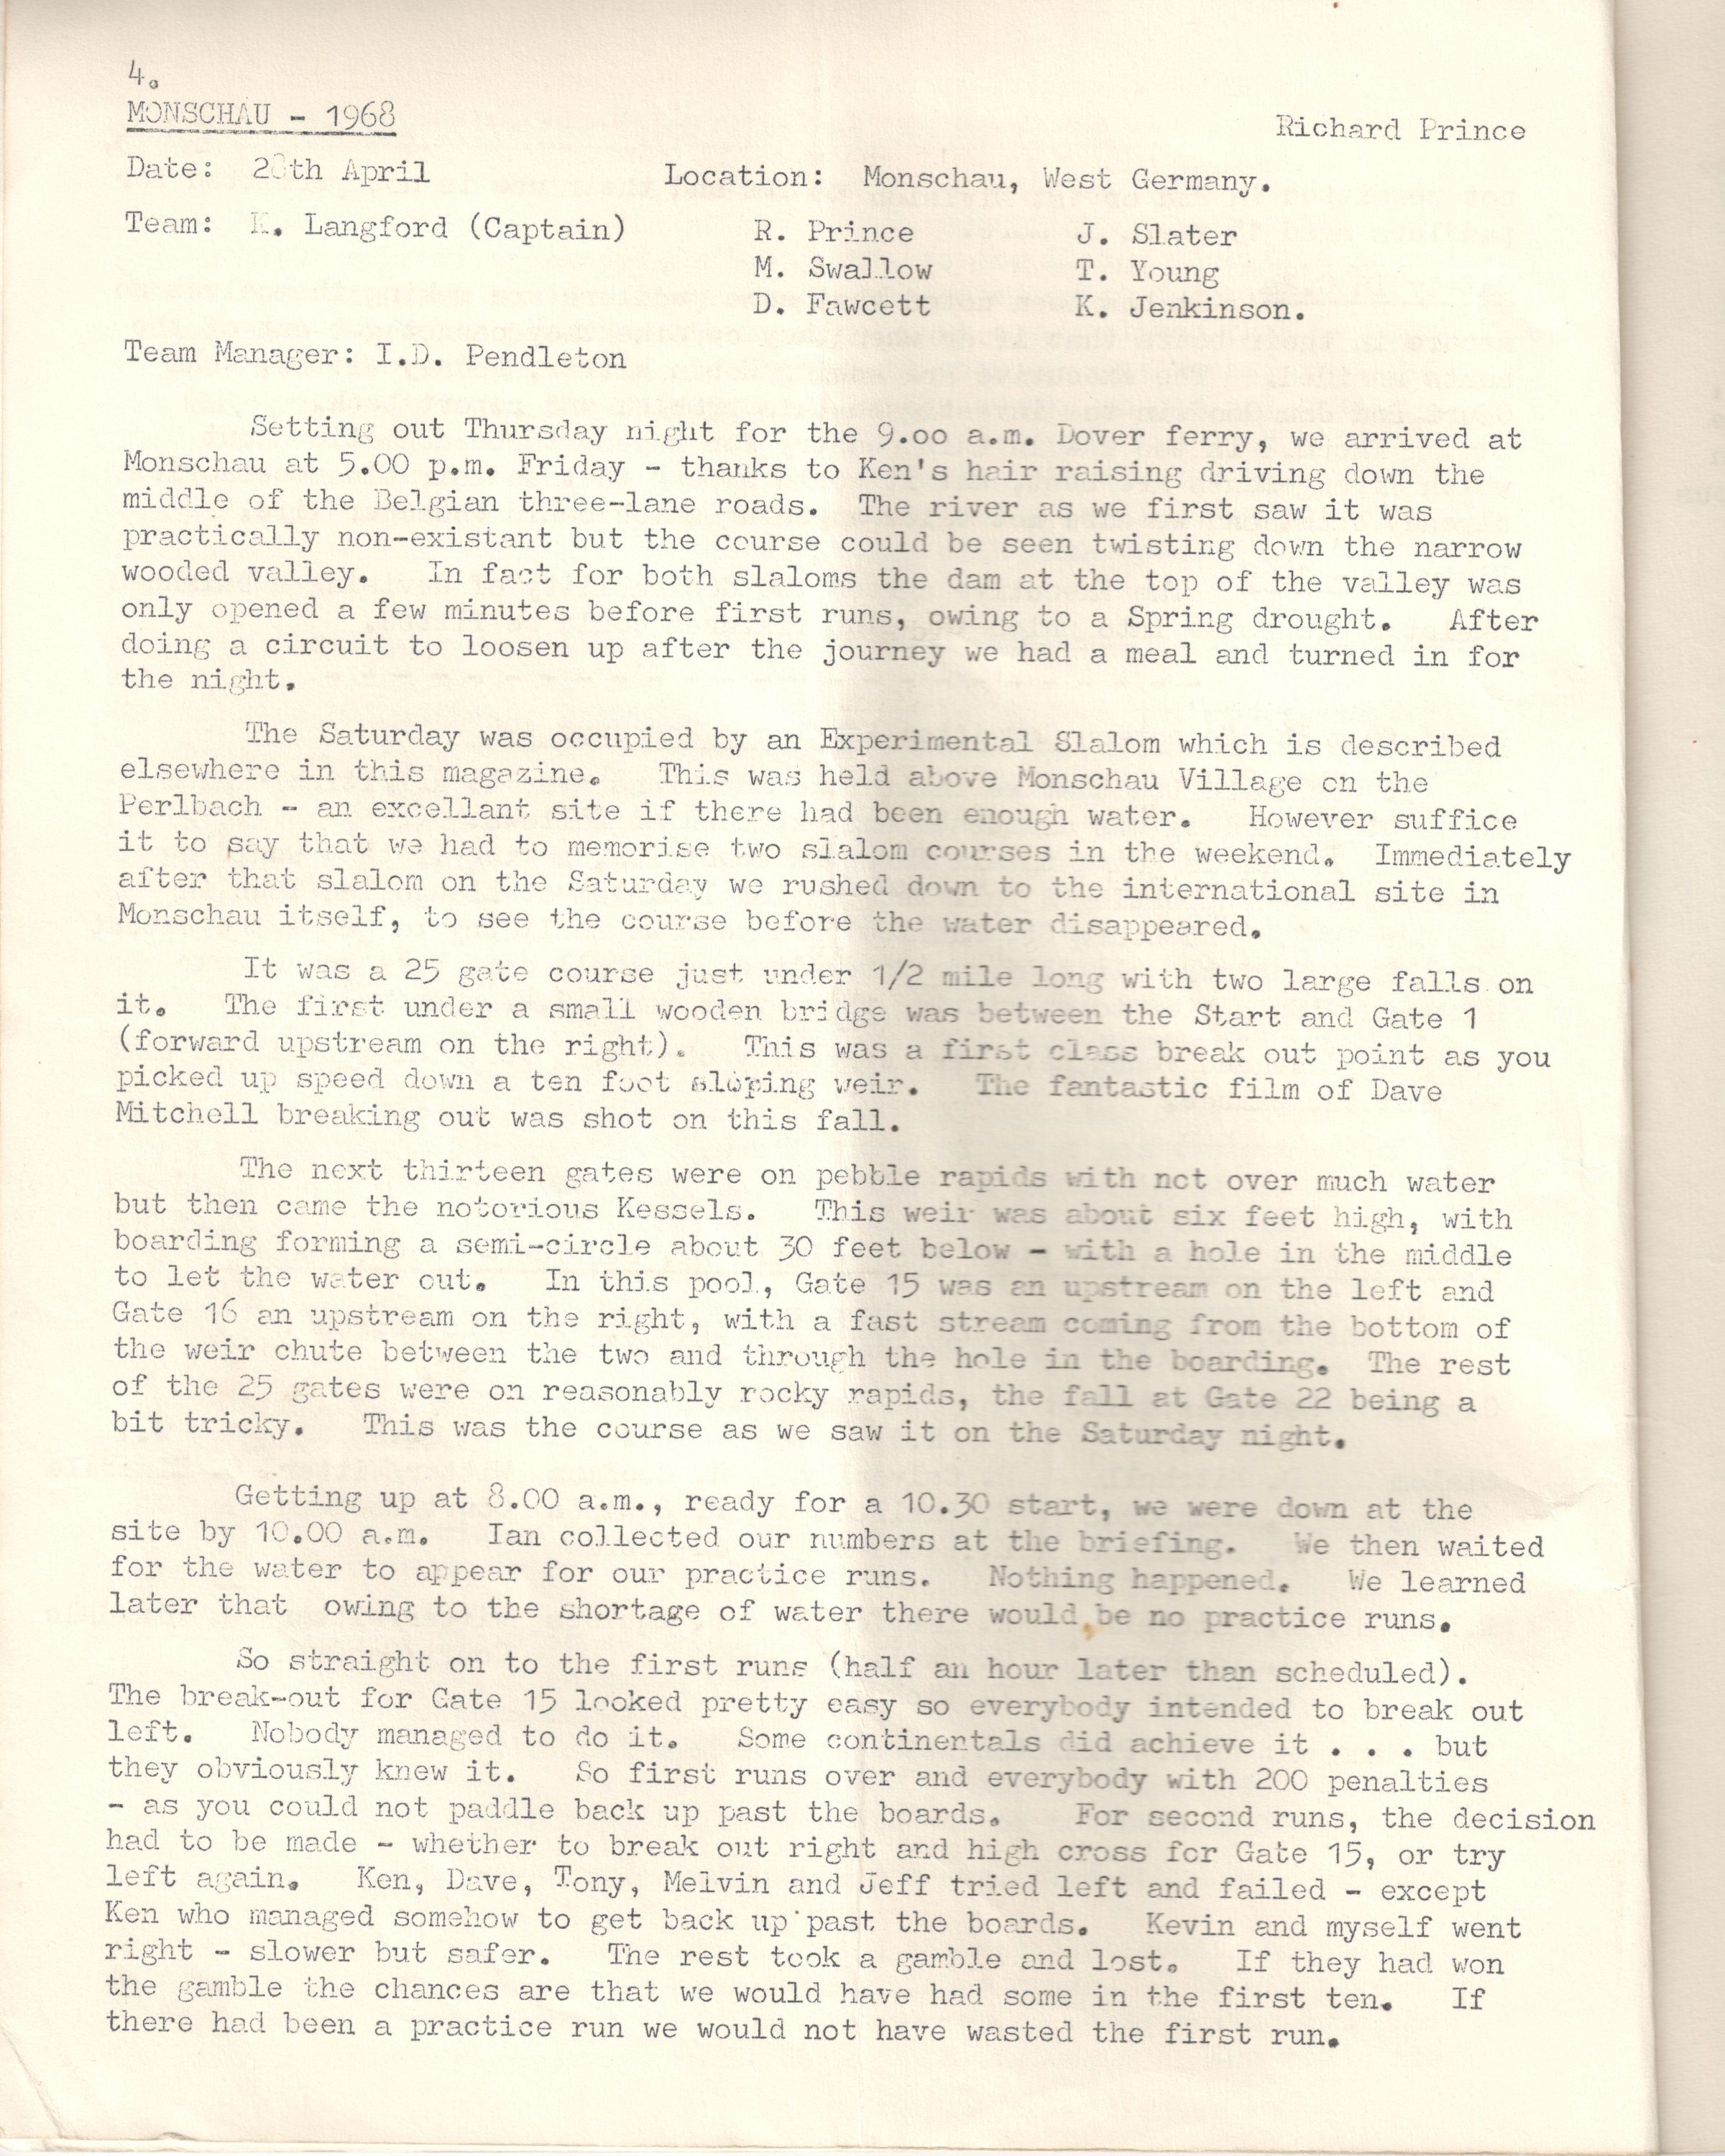 4.
MONSCHAU - 1968
Richard Prince
Date: 28th April Location: Monschau, West Germany.
Team: K. Langford (Captain) R. Prince J. Slater
M. Swallow T. Young
D. Fawcett K. Jenkinson.
Team Manager: I.D. Pendleton
Setting out Thursday night for the 9.oo a.m. Dover ferry, we arrived at
Monschau at 5.00 p.m. Friday - thanks to Ken's hair raising driving down the
middle of the Belgian three-lane roads. The river as we first saw it was
practically non-existant but the course could be seen twisting down the narrow
wooded valley. In fact for both slaloms the dam at the top of the valley was
only opened a few minutes before first runs, owing to a Spring drought. After
doing a circuit to loosen up after the journey we had a meal and turned in for
the night.
The Saturday was occupied by an Experimental Slalom which is described
elsewhere in this magazine. This was held above Monschau Village on the
Perlbach - an excellant site if there had been enough water. However suffice
it to say that we had to memorise two slalom courses in the weekend. Immediately
after that slalom on the Saturday we rushed down to the international site in
Monschau itself, to see the course before the water disappeared.
It was a 25 gate course just under 1/2 mile long with two large falls on
it. The first under a small wooden bridge was between the Start and Gate 1
(forward upstream on the right). This was a first class break out point as you
picked up speed down a ten foot sloping weir. The fantastic film of Dave
Mitchell breaking out was shot on this fall.
The next thirteen gates were on pebble rapids with not over much water
but then came the notorious Kessels. This weir was about six feet high, with
boarding forming a semi-circle about 30 feet below - with a hole in the middle
to let the water out. In this pool, Gate 15 was an upstream on the left and
Gate 16 an upstream on the right, with a fast stream coming from the bottom of
the weir chute between the two and through the hole in the boarding. The rest
of the 25 gates were on reasonably rocky rapids, the fall at Gate 22 being a
bit tricky. This was the course as we saw it on the Saturday night.
Getting up at 8.00 a.m., ready for a 10.30 start, we were down at the
site by 10.00 a.m. Ian collected our numbers at the briefing. We then waited
for the water to appear for our practice runs. Nothing happened. We learned
later that owing to the shortage of water there would be no practice runs.
So straight on to the first runs (half an hour later than scheduled).
The break-out for Gate 15 looked pretty easy so everybody intended to break out
left. Nobody managed to do it. Some continentals did achieve it . . . but
they obviously knew it. So first runs over and everybody with 200 penalties
- as you could not paddle back up past the boards. For second runs, the decision
had to be made - whether to break out right and high cross for Gate 15, or try
left again. Ken, Dave, Tony, Melvin and Jeff tried left and failed - except
Ken who managed somehow to get back up past the boards. Kevin and myself went
right - slower but safer. The rest took a gamble and lost. If they had won
the gamble the chances are that we would have had some in the first ten. If
there had been a practice run we would not have wasted the first run.